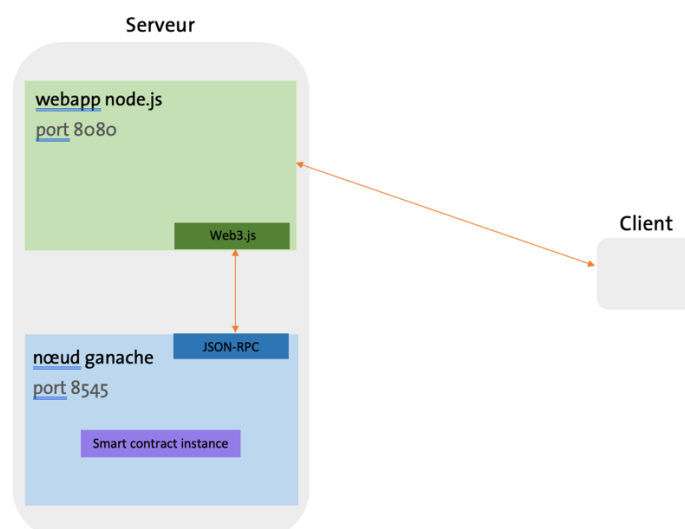 Serveur
webapp node.js
port 8080
Web3.js
Client
JSON-RPC
nœud ganache
port 8545
Smart contract instance